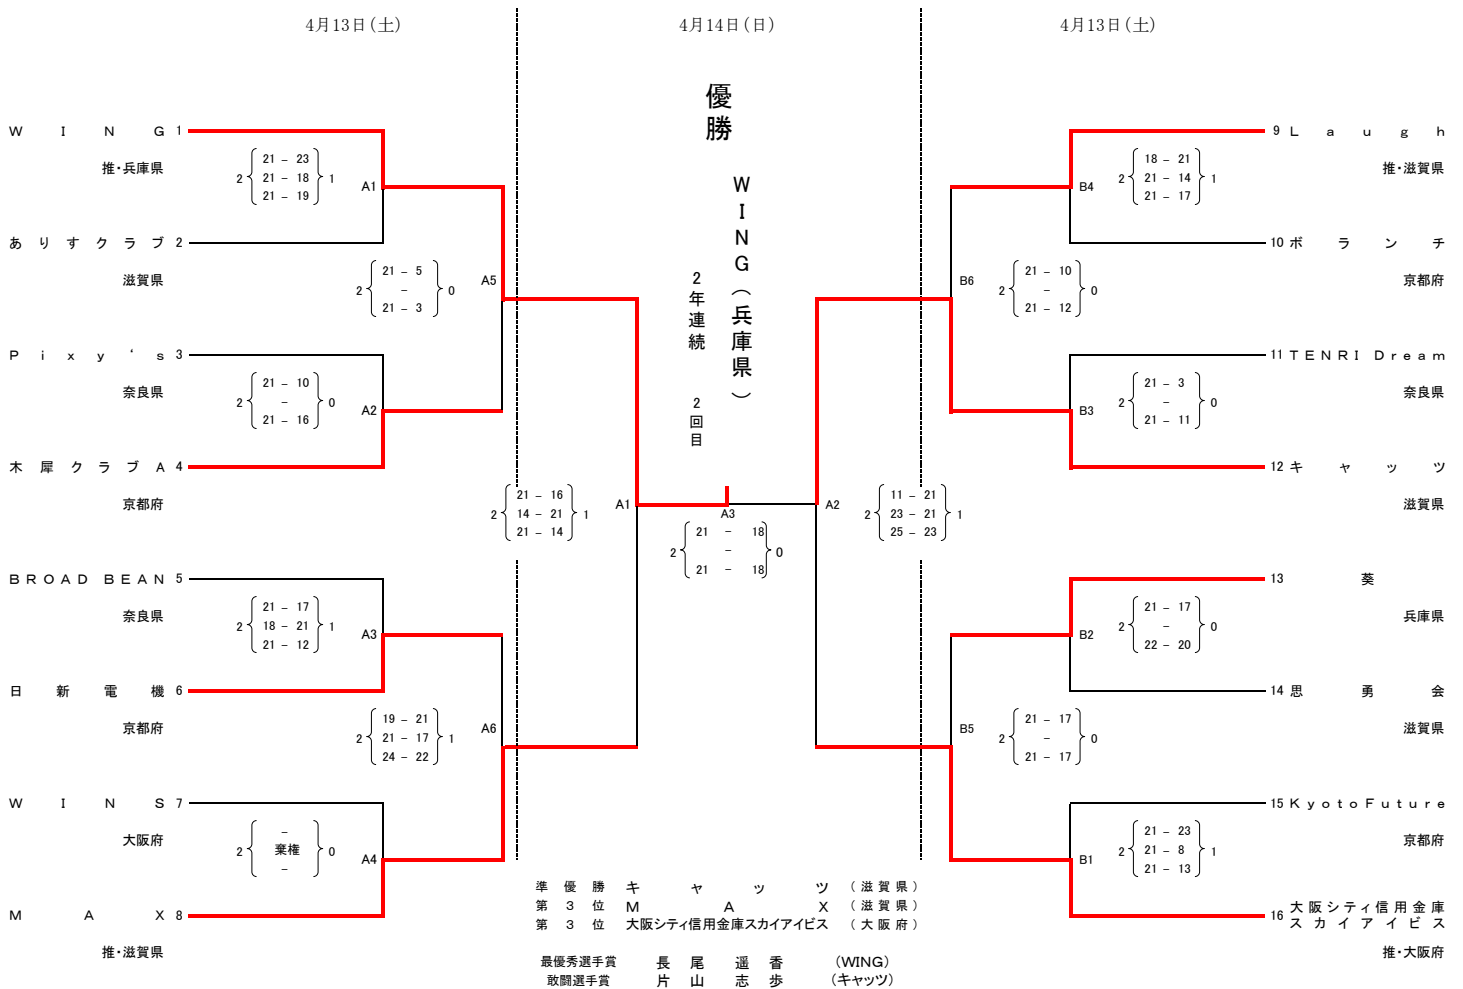 4月13日（土）
4月14日（日）
4月13日（土）
優勝
WING（兵庫県）
2年連続 2回目
WING 1
推・兵庫県
2 21 – 23 1
21 – 18
21 – 19
A1
ありすクラブ 2
滋賀県
2 21 – 5 0
–
21 – 3
A5
Pixy‘s 3
奈良県
2 21 – 10 0
–
21 – 16
A2
木犀クラブA 4
京都府
2 21 – 16 1
14 – 21
21 – 14
A1
BROAD BEAN 5
奈良県
2 21 – 17 1
18 – 21
21 – 12
A3
日新電機 6
京都府
2 19 – 21 1
21 – 17
24 – 22
A6
WINS 7
大阪府
2 – 0
棄権
–
A4
MAX 8
推・滋賀県
A3
2 21 – 18 0
–
21 – 18
9 Laugh
推・滋賀県
B4
2 18 – 21 1
21 – 14
21 – 17
10 ボランチ
京都府
B6
2 21 – 10 0
–
21 – 12
11 TENRI Dream
奈良県
B3
2 21 – 3 0
–
21 – 11
12 キャッツ
滋賀県
A2
2 11 – 21 1
23 – 21
25 – 23
13 葵
兵庫県
B2
2 21 – 17 0
–
22 – 20
14 思勇会
滋賀県
B5
2 21 – 17 0
–
21 – 17
15 KyotoFuture
京都府
B1
2 21 – 23 1
21 – 8
21 – 13
16 大阪シティ信用金庫
スカイアイビス
推・大阪府
準優勝 キャッツ （滋賀県）
第3位 MAX （滋賀県）
第3位 大阪シティ信用金庫スカイアイビス （大阪府）
最優秀選手賞 長尾 遥香 (WING)
敢闘選手賞 片山 志歩 (キャッツ)